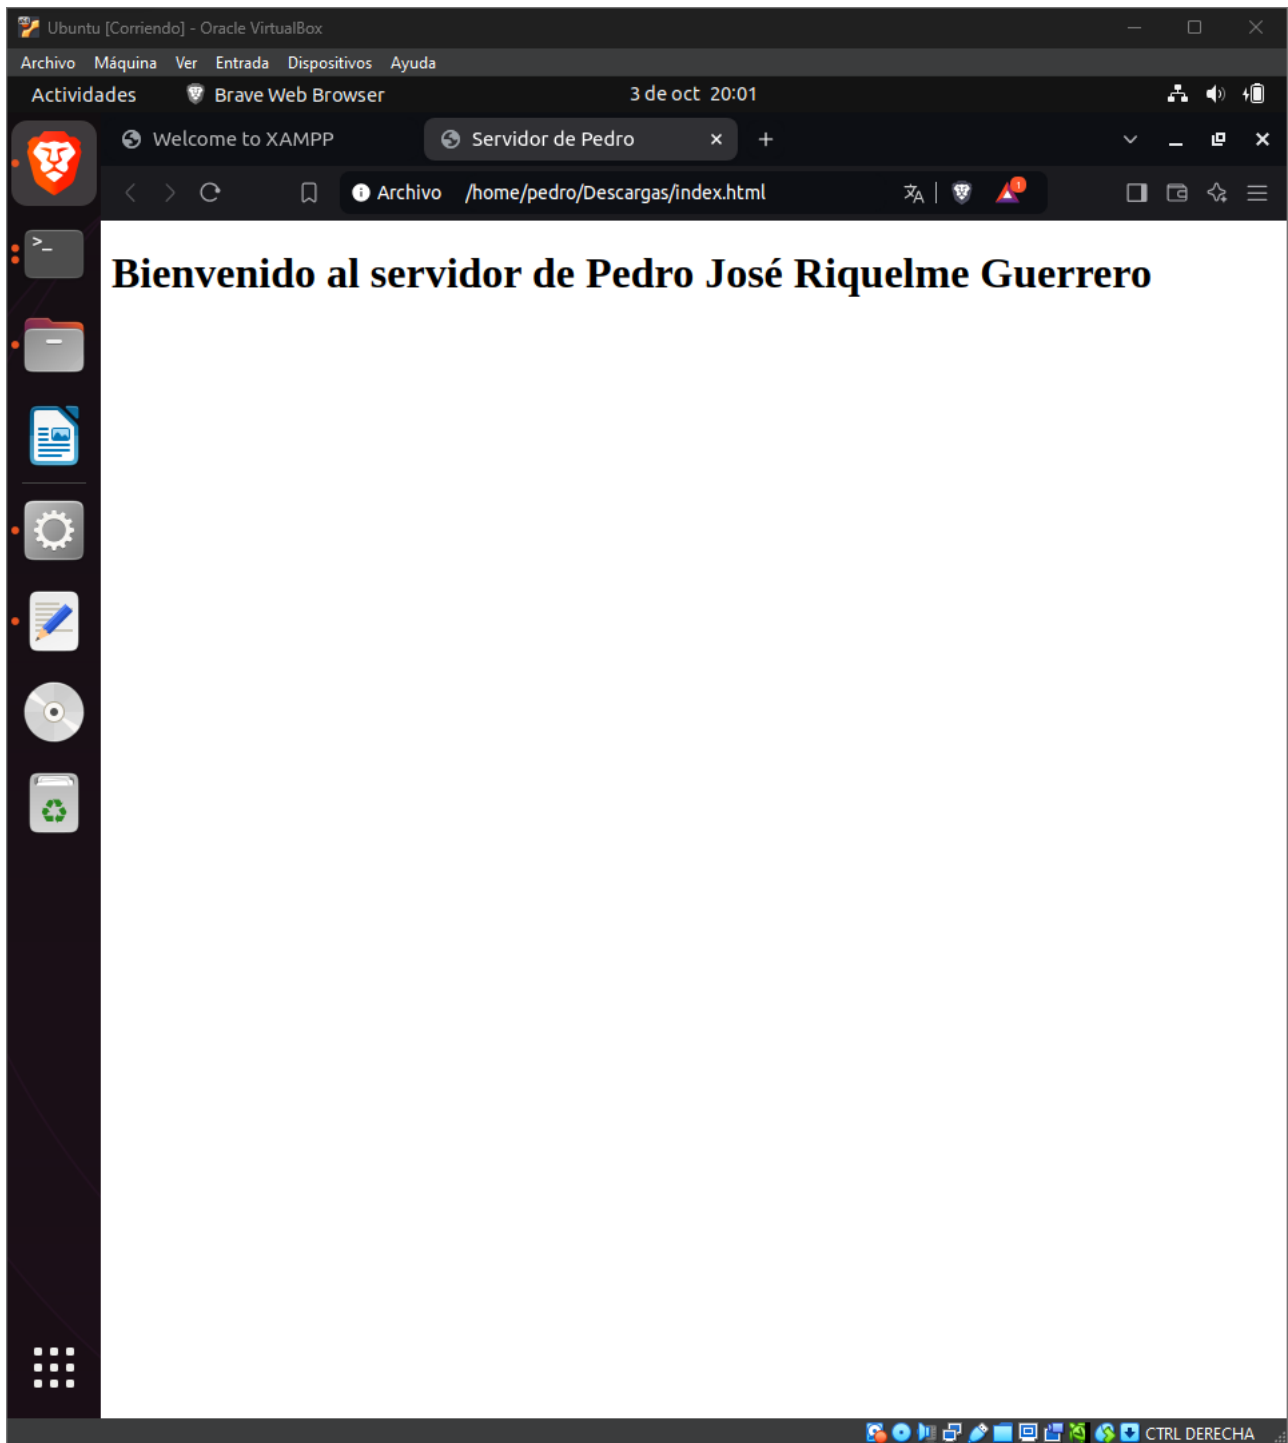 Ubuntu [Corriendo] - Oracle VirtualBox
Archivo Máquina Ver Entrada Dispositivos Ayuda
Actividades Brave Web Browser 3 de oct 20:01
Welcome to XAMPP Servidor de Pedro
Archivo /home/pedro/Descargas/index.html 1
>_
Bienvenido al servidor de Pedro José Riquelme Guerrero
CTRL DERECHA